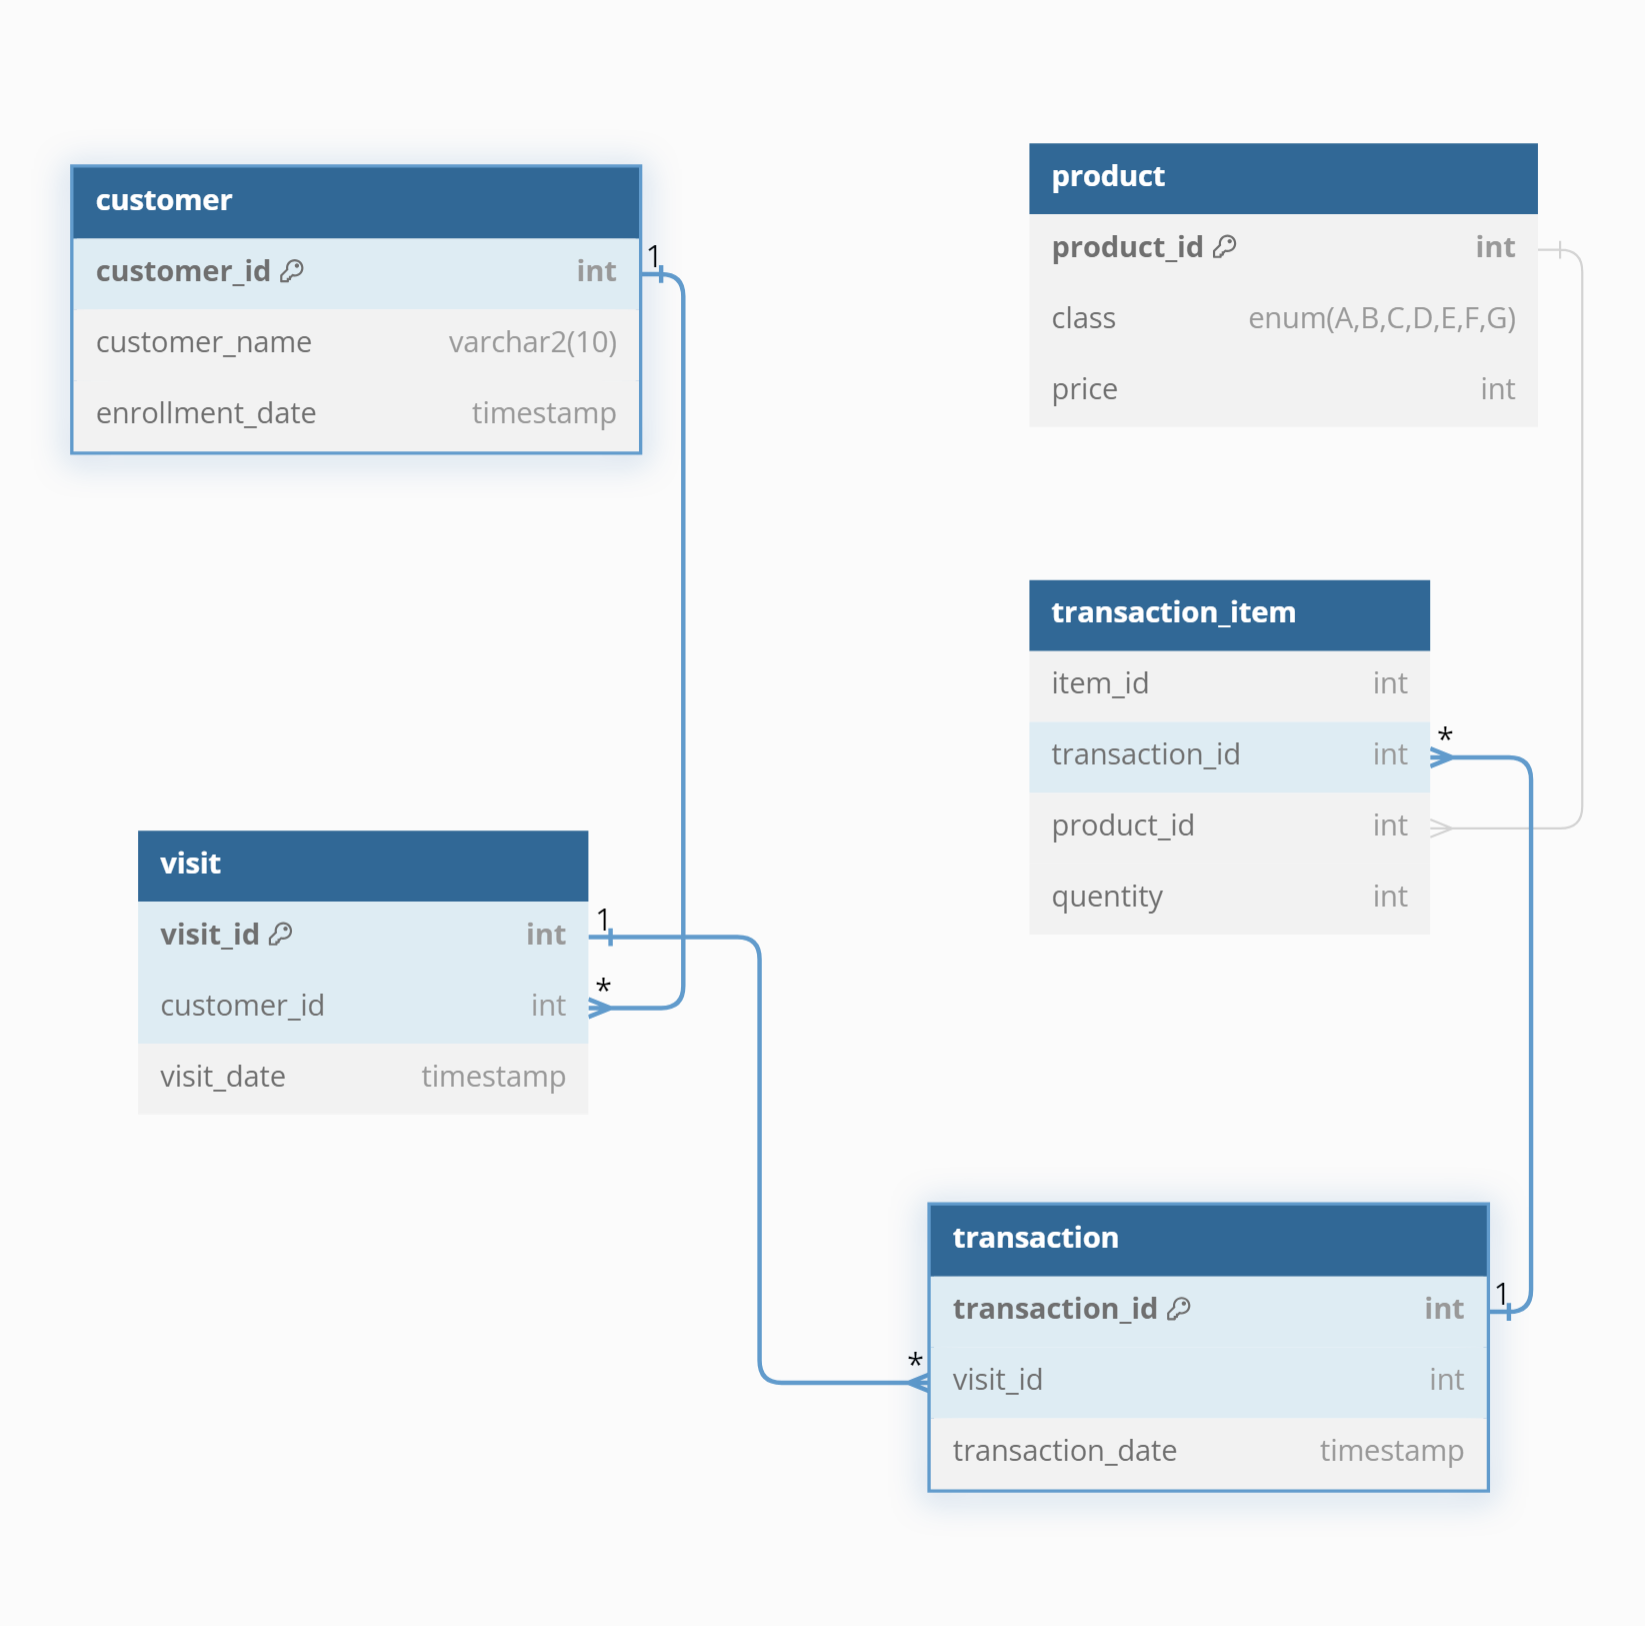 customer
customer_id int
customer_name varchar2(10)
enrollment_date timestamp
1
product
product_id int
class enum(A,B,C,D,E,F,G)
price int
transaction_item
item_id int
transaction_id int
*
product_id int
quentity int
visit
visit_id int
1
customer_id int
*
visit_date timestamp
transaction
transaction_id int
1
*
visit_id int
transaction_date timestamp